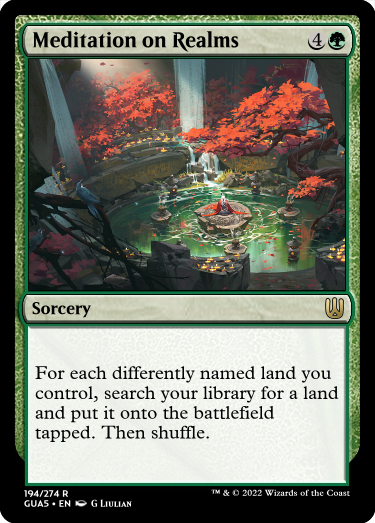 Meditation on Realms 4
Sorcery
For each differently named land you
control, search your library for a land
and put it onto the battlefield
tapped. Then shuffle.
194/274 R
GUA5 • EN G Liulian
™ & © 2022 Wizards of the Coast